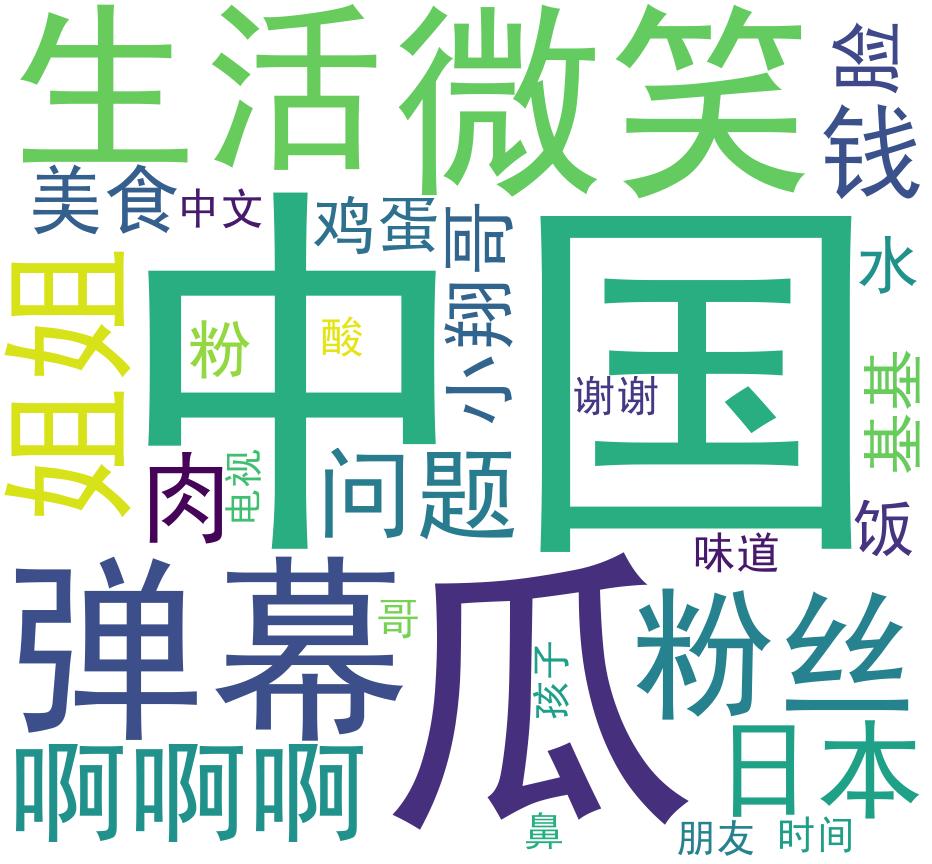 生活
微笑
脸
钱
美食
中文
鸡蛋
小翔哥
水
姐姐
中国
粉
酸
谢谢
基基
肉
电视
问题
饭
味道
弹幕
哥
瓜
孩子
粉丝
啊啊啊
日本
鼻
朋友
时间